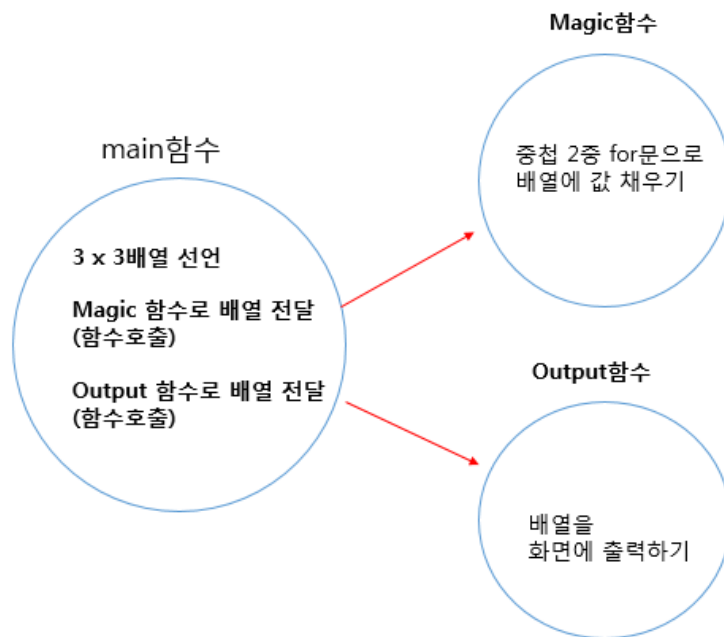 main함수
3 x 3배열 선언
Magic 함수로 배열 전달
(함수호출)
Output 함수로 배열 전달
(함수호출)
Magic함수
중첩 2중 for문으로
배열에 값 채우기
Output함수
배열을
화면에 출력하기